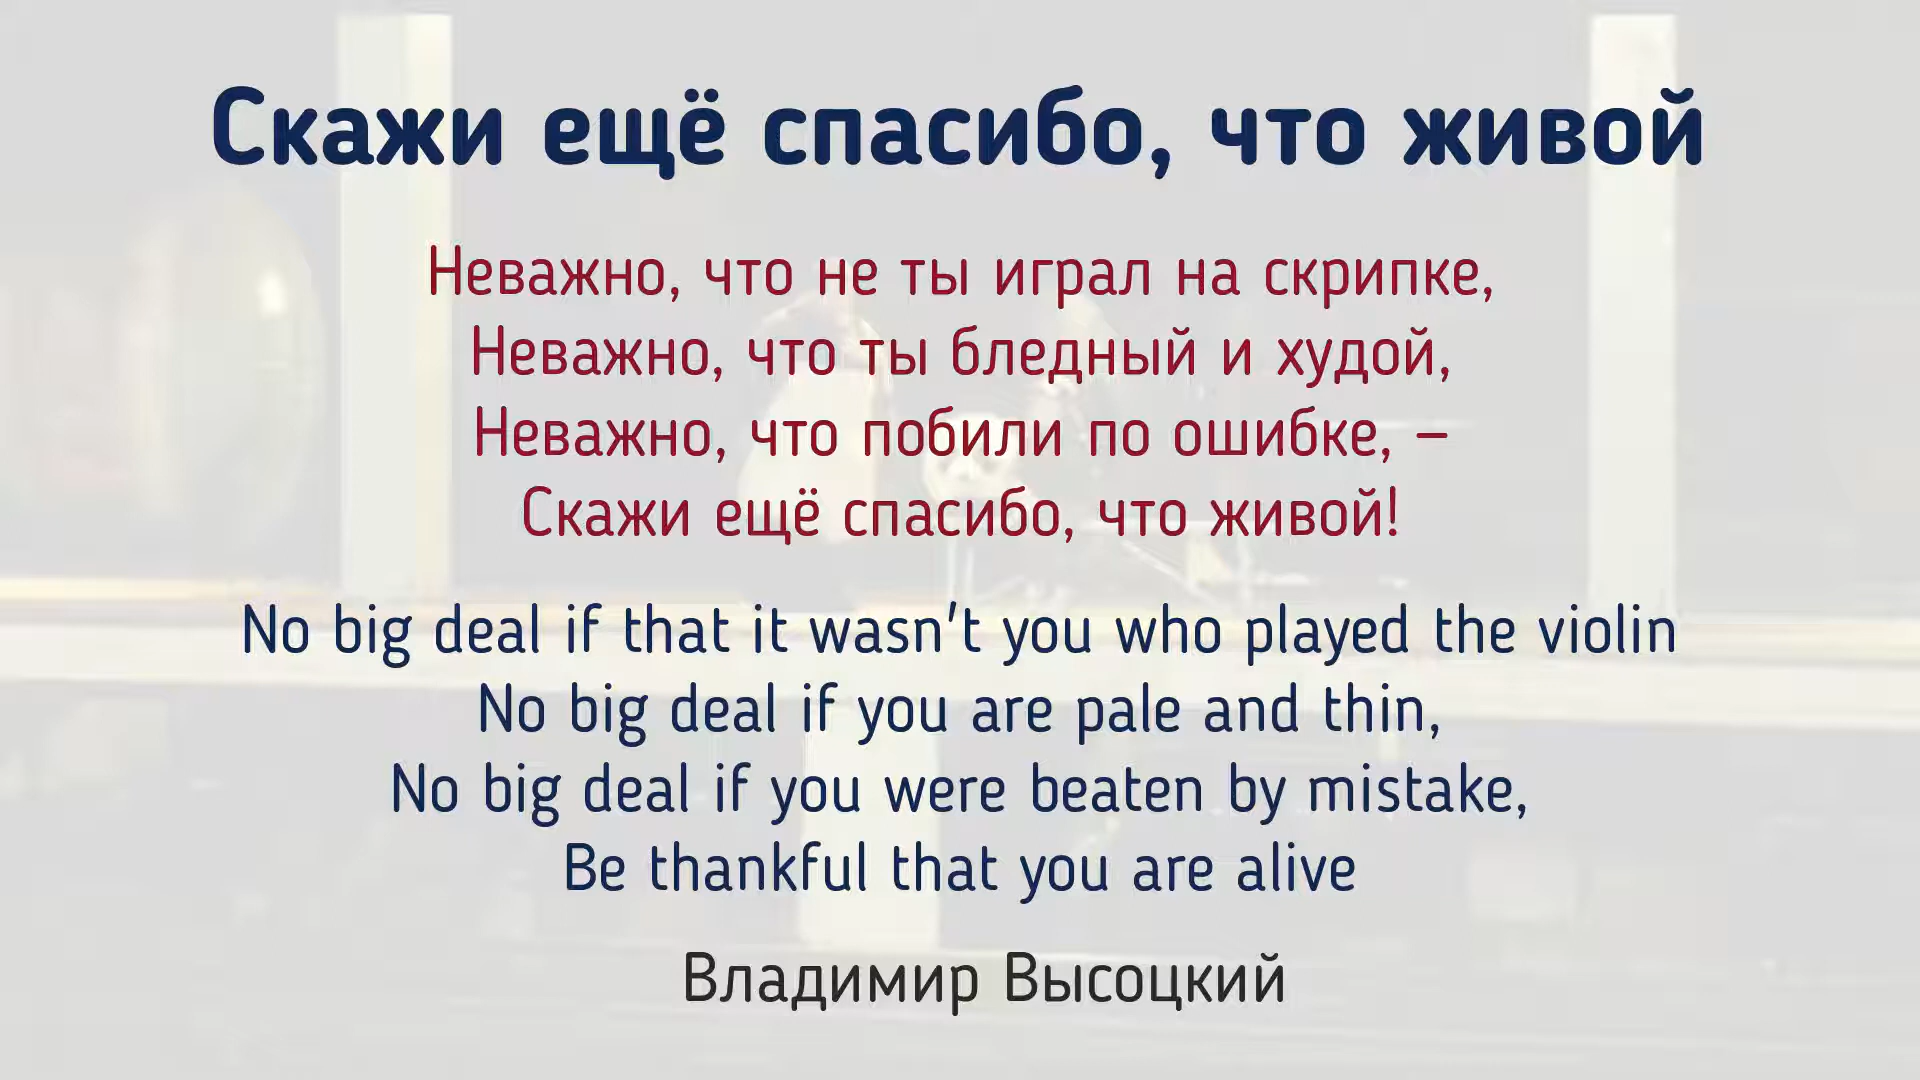 Скажи ещё спасибо, что живой
Неважно, что не ты играл на скрипке,
Неважно, что ты бледный и худой,
Неважно, что побили по ошибке, –
Скажи ещё спасибо, что живой!
No big deal if that it wasn't you who played the violin
No big deal if you are pale and thin,
No big deal if you were beaten by mistake,
Be thankful that you are alive
Владимир Высоцкий